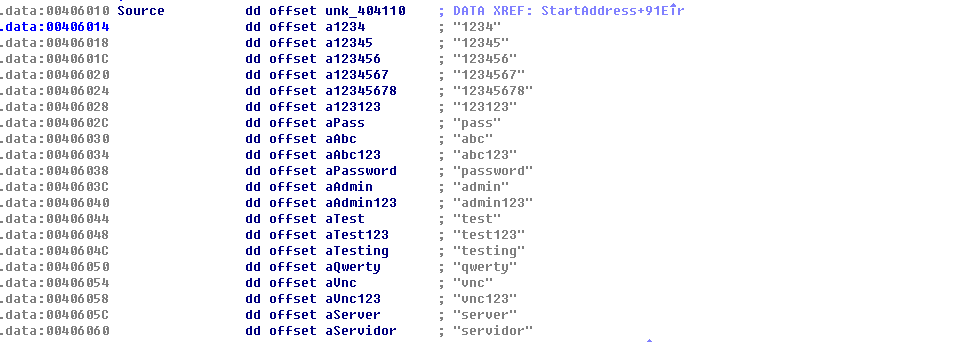 .data:00406010 Source dd offset unk_404110 ; DATA XREF: StartAddress+91E↑r
.data:00406014 dd offset a1234 ; "1234"
.data:00406018 dd offset a12345 ; "12345"
.data:0040601C dd offset a123456 ; "123456"
.data:00406020 dd offset a1234567 ; "1234567"
.data:00406024 dd offset a12345678 ; "12345678"
.data:00406028 dd offset a123123 ; "123123"
.data:0040602C dd offset aPass ; "pass"
.data:00406030 dd offset aAbc ; "abc"
.data:00406034 dd offset aAbc123 ; "abc123"
.data:00406038 dd offset aPassword ; "password"
.data:0040603C dd offset aAdmin ; "admin"
.data:00406040 dd offset aAdmin123 ; "admin123"
.data:00406044 dd offset aTest ; "test"
.data:00406048 dd offset aTest123 ; "test123"
.data:0040604C dd offset aTesting ; "testing"
.data:00406050 dd offset aQwerty ; "qwerty"
.data:00406054 dd offset aVnc ; "vnc"
.data:00406058 dd offset aVnc123 ; "vnc123"
.data:0040605C dd offset aServer ; "server"
.data:00406060 dd offset aServidor ; "servidor"